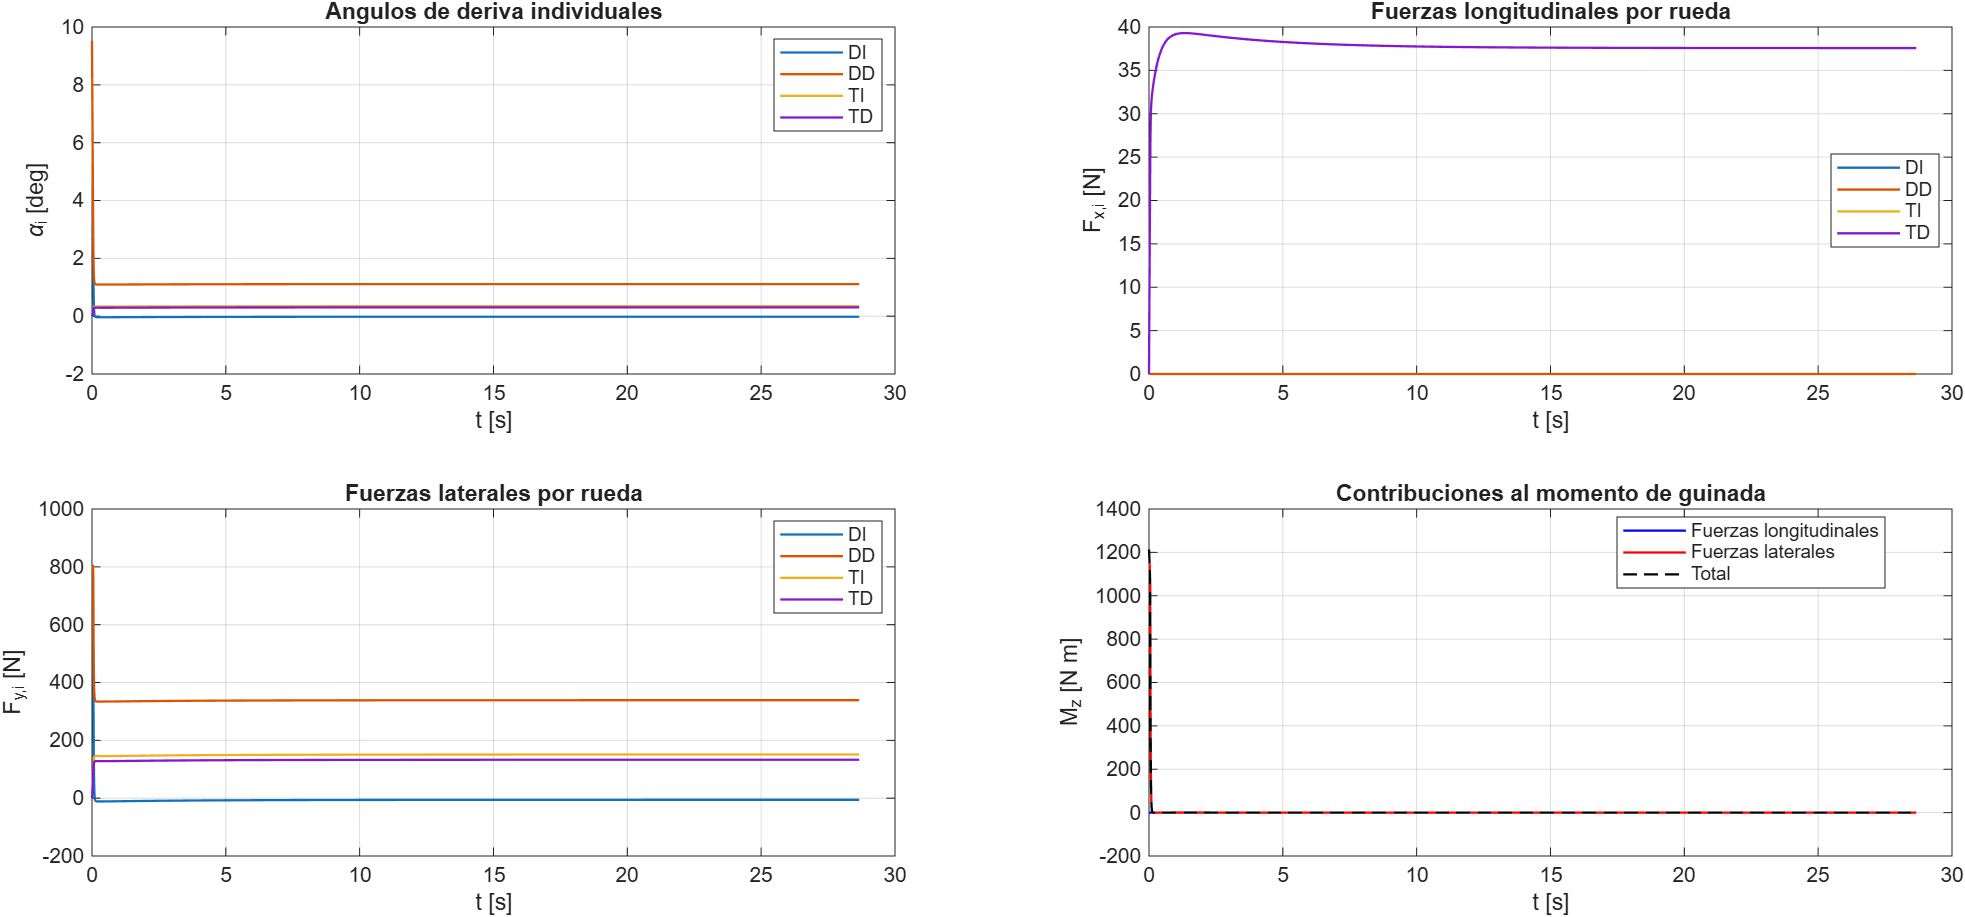 Angulos de deriva individuales
10
8
6
4
2
0
-2
0 5 10 15 20 25 30
α_i [deg]
t [s]
DI
DD
TI
TD
Fuerzas longitudinales por rueda
40
35
30
25
20
15
10
5
0
0 5 10 15 20 25 30
F_x,i [N]
t [s]
DI
DD
TI
TD
Fuerzas laterales por rueda
1000
800
600
400
200
0
-200
0 5 10 15 20 25 30
F_y,i [N]
t [s]
DI
DD
TI
TD
Contribuciones al momento de guinada
1400
1200
1000
800
600
400
200
0
-200
0 5 10 15 20 25 30
M_z [N m]
t [s]
Fuerzas longitudinales
Fuerzas laterales
Total